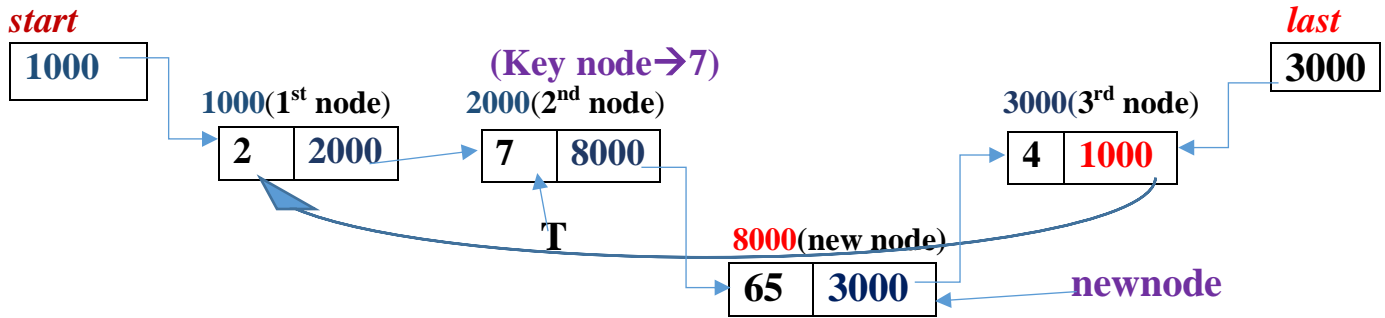 start
last
1000
(Key node→7)
3000
1000(1st node)
2000(2nd node)
3000(3rd node)
2 2000
7 8000
4 1000
T
8000(new node)
65 3000
newnode